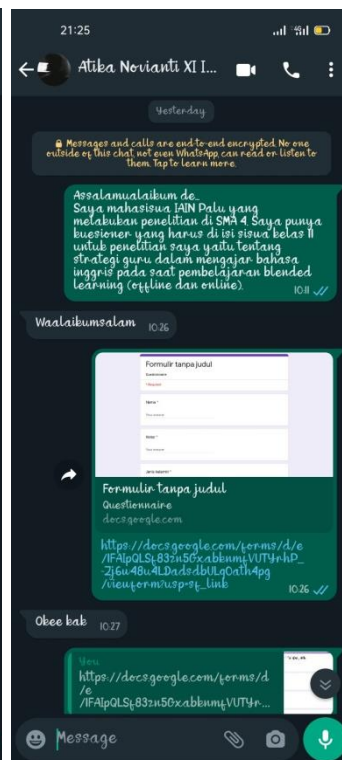 21:25
Atika Novianti XI I...
Yesterday
Messages and calls are end-to-end encrypted. No one
outside of this chat, not even WhatsApp, can read or listen to
them. Tap to learn more.
Assalamualaikum de..
Saya mahasiswa IAIN Palu yang
melakukan penelitian di SMA 4. Saya punya
kuesioner yang harus di isi siswa kelas 11
untuk penelitian saya yaitu tentang
strategi guru dalam mengajar bahasa
inggris pada saat pembelajaran blended
learning (offline dan online).
10.11
Waalaikumsalam
10.26
Formulir tanpa judul
Nama *
Kelas *
Formulir tanpa judul
Questionnaire
docs.google.com
https://docs.google.com/forms/d/e
/viewform?usp=sf_link
10.26
Okee kak
10.27
You
https://docs.google.com/forms/d
/e
Message